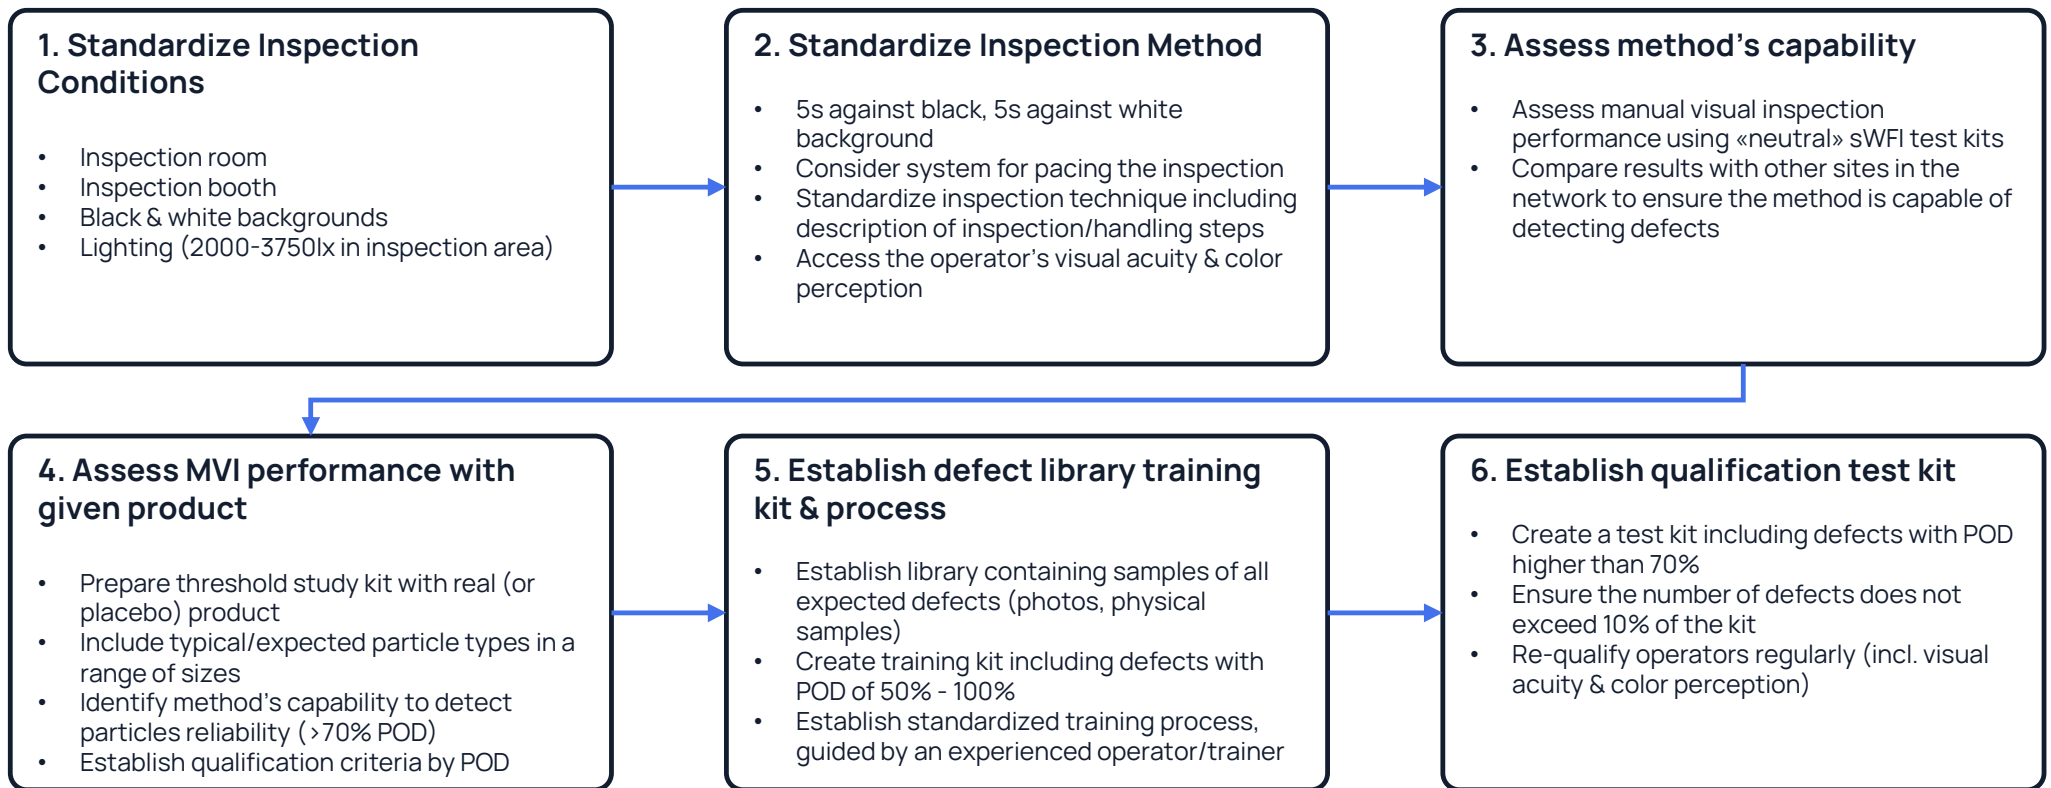 1. Standardize Inspection
Conditions
• Inspection room
• Inspection booth
• Black & white backgrounds
• Lighting (2000-3750lx in inspection area)
2. Standardize Inspection Method
• 5s against black, 5s against white
background
• Consider system for pacing the inspection
• Standardize inspection technique including
description of inspection/handling steps
• Access the operator's visual acuity & color
perception
3. Assess method's capability
• Assess manual visual inspection
performance using «neutral» sWFI test kits
• Compare results with other sites in the
network to ensure the method is capable of
detecting defects
4. Assess MVI performance with
given product
• Prepare threshold study kit with real (or
placebo) product
• Include typical/expected particle types in a
range of sizes
• Identify method's capability to detect
particles reliability (>70% POD)
• Establish qualification criteria by POD
5. Establish defect library training
kit & process
• Establish library containing samples of all
expected defects (photos, physical
samples)
• Create training kit including defects with
POD of 50% - 100%
• Establish standardized training process,
guided by an experienced operator/trainer
6. Establish qualification test kit
• Create a test kit including defects with POD
higher than 70%
• Ensure the number of defects does not
exceed 10% of the kit
• Re-qualify operators regularly (incl. visual
acuity & color perception)